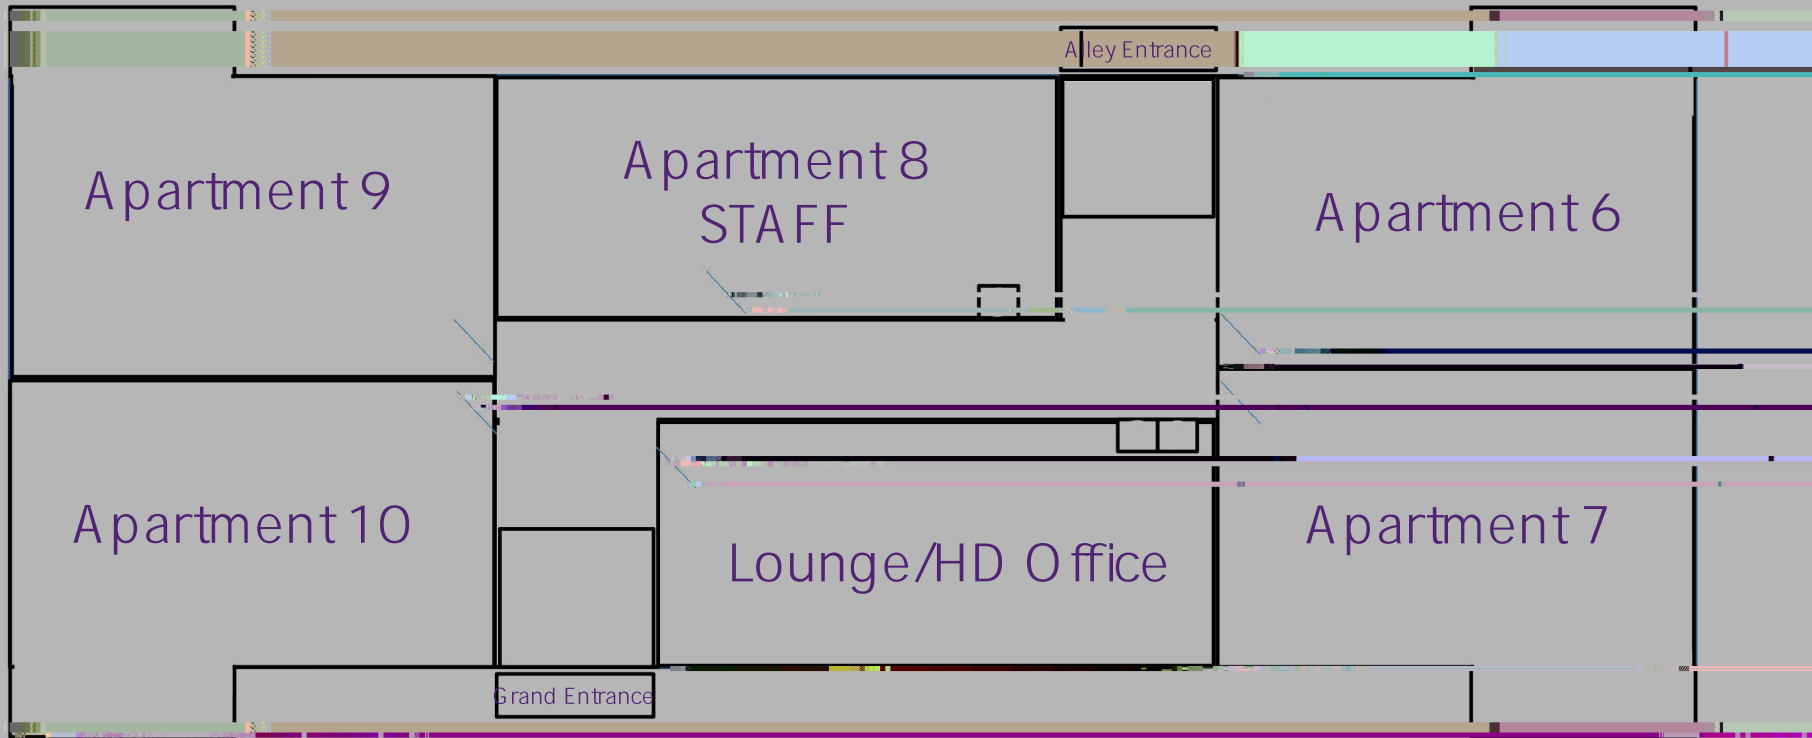 Alley Entrance
Apartment 9
Apartment 8
STAFF
Apartment 6
Apartment 10
Lounge/HD Office
Apartment 7
Grand Entrance